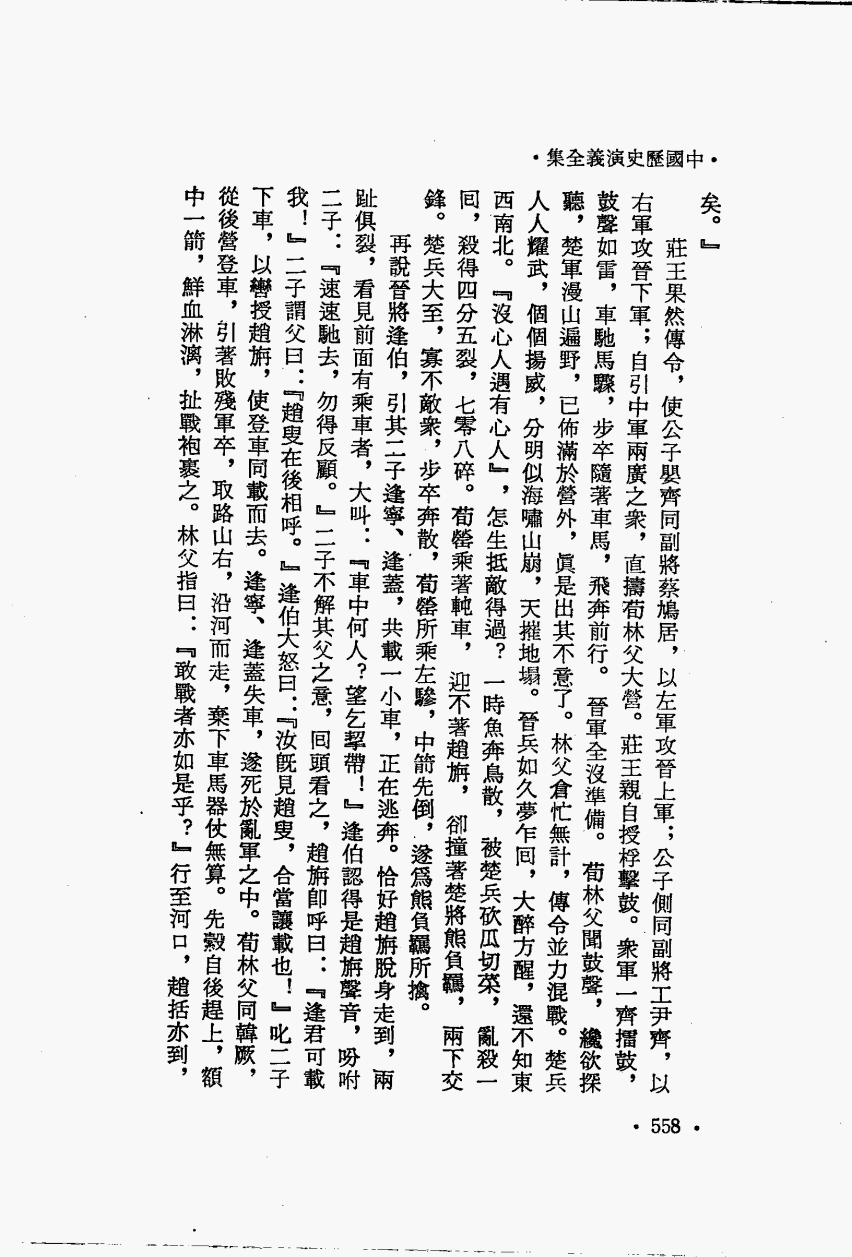 •中國歷史演義全集•
矣。』
莊王果然傳令，使公子嬰齊同副將蔡鳩居，以左軍攻晉上軍；公子側同副將工尹齊，以
右軍攻晉下軍；自引中軍兩廣之衆，直擣荀林父大營。莊王親自授桴擊鼓。衆軍一齊擂鼓，
鼓聲如雷，車馳馬驟，步卒隨著車馬，飛奔前行。晉軍全沒準備。荀林父聞鼓聲，纔欲探
聽，楚軍漫山遍野，已佈滿於營外，眞是出其不意了。林父倉忙無計，傳令並力混戰。楚兵
人人耀武，個個揚威，分明似海嘯山崩，天摧地塌。晉兵如久夢乍囘，大醉方醒，還不知東
西南北。『沒心人遇有心人』，怎生抵敵得過？一時魚奔鳥散，被楚兵砍瓜切菜，亂殺一
囘，殺得四分五裂，七零八碎。荀罃乘著軘車，迎不著趙旃，卻撞著楚將熊負羈，兩下交
鋒。楚兵大至，寡不敵衆，步卒奔散，荀罃所乘左驂，中箭先倒，遂爲熊負羈所擒。
再說晉將逢伯，引其二子逢寧、逢蓋，共載一小車，正在逃奔。恰好趙旃脫身走到，兩
趾俱裂，看見前面有乘車者，大叫：『車中何人？望乞挈帶！』逢伯認得是趙旃聲音，吩咐
二子：『速速馳去，勿得反顧。』二子不解其父之意，囘頭看之，趙旃卽呼曰：『逢君可載
我！』二子謂父曰：『趙叟在後相呼。』逢伯大怒曰：『汝旣見趙叟，合當讓載也！』叱二子
下車，以轡授趙旃，使登車同載而去。逢寧、逢蓋失車，遂死於亂軍之中。荀林父同韓厥，
從後營登車，引著敗殘軍卒，取路山右，沿河而走，棄下車馬器仗無算。先縠自後趕上，額
中一箭，鮮血淋漓，扯戰袍裹之。林父指曰：『敢戰者亦如是乎？』行至河口，趙括亦到，
•558•